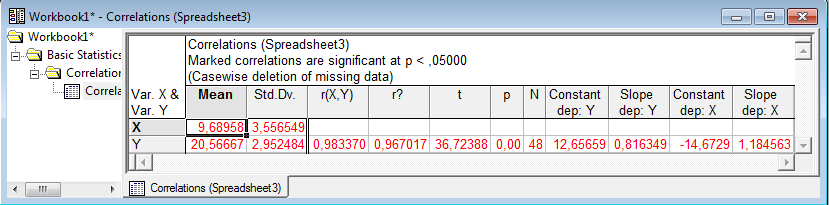 Workbook1* - Correlations (Spreadsheet3)
Workbook1*
Basic Statistics
Correlation
Correla
Correlations (Spreadsheet3)
Marked correlations are significant at p < ,05000
(Casewise deletion of missing data)
Var. X & Var. Y Mean Std.Dv. r(X,Y) r? t p N Constant dep: Y Slope dep: Y Constant dep: X Slope dep: X
X 9,68958 3,556549
Y 20,56667 2,952484 0,983370 0,967017 36,72388 0,00 48 12,65659 0,816349 -14,6729 1,184563
Correlations (Spreadsheet3)